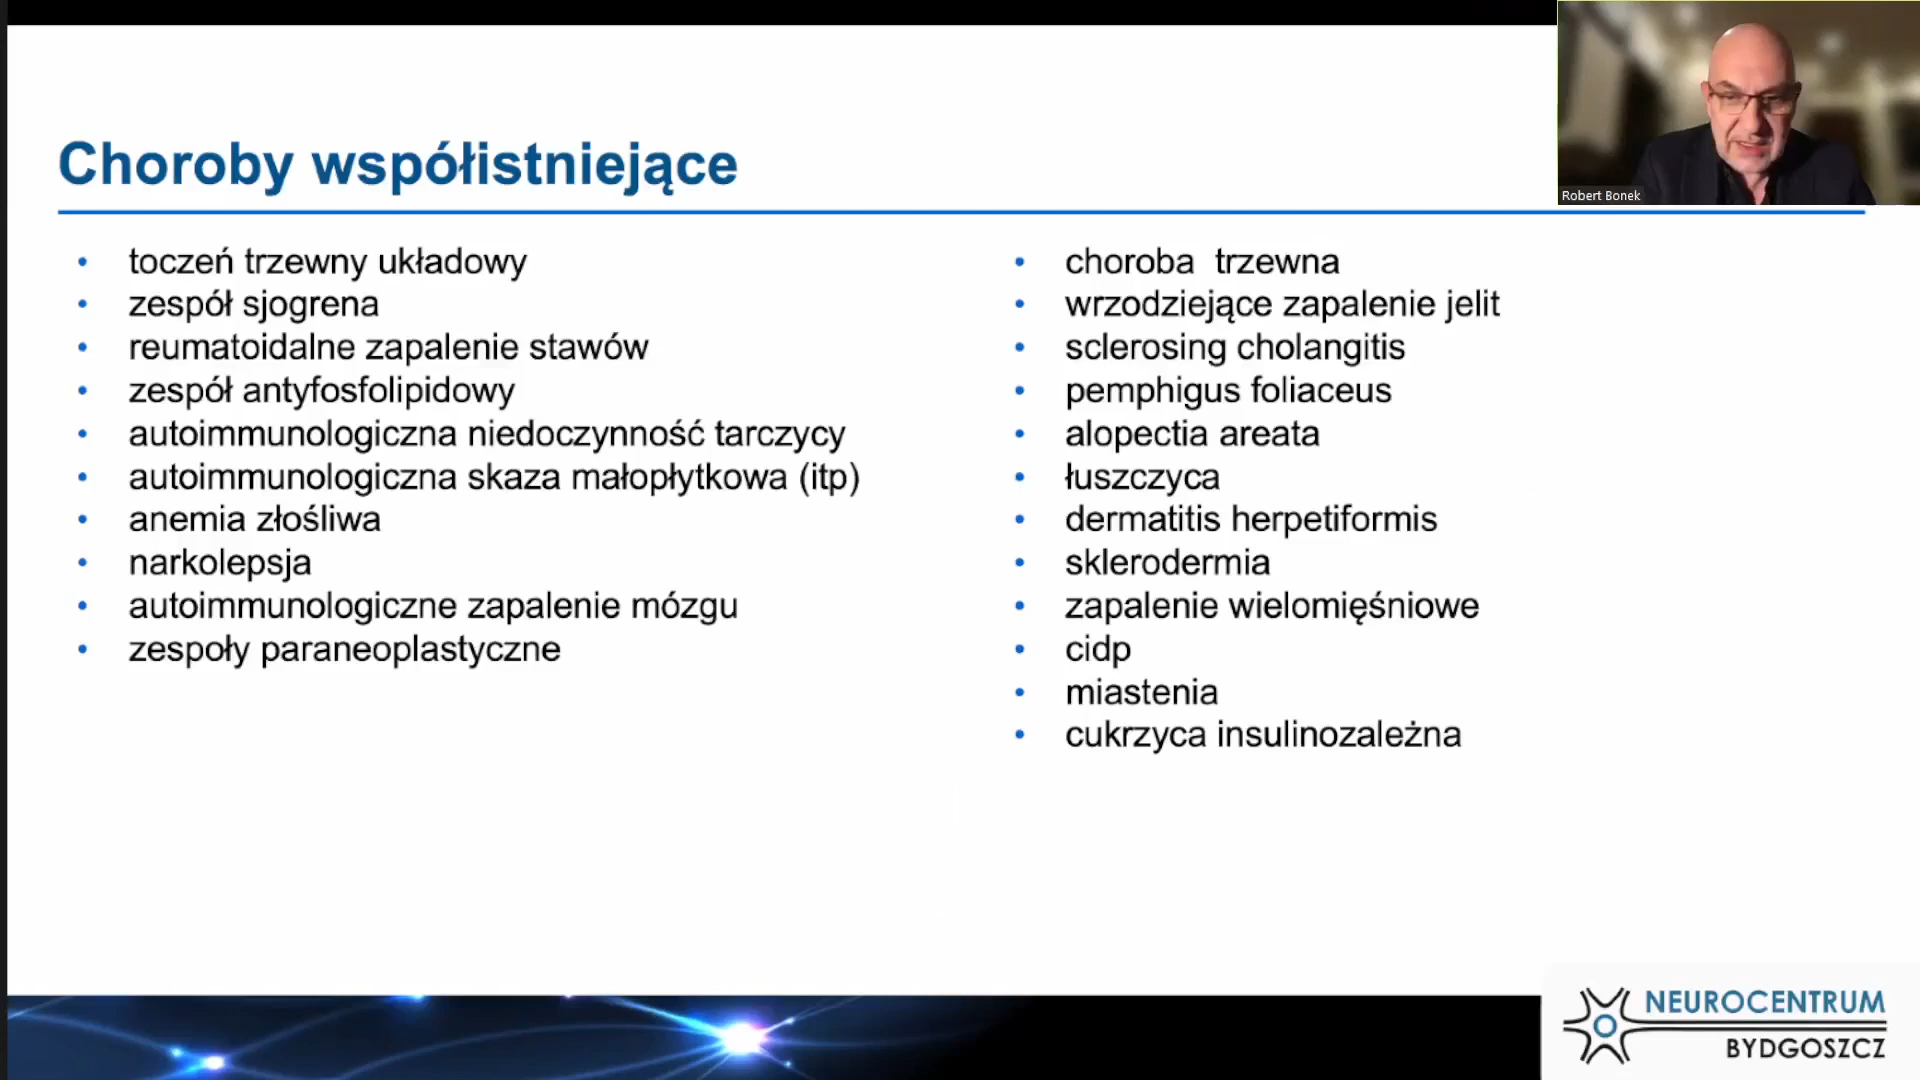 Choroby współistniejące
Robert Bonek
• toczeń trzewny układowy
• zespół sjogrena
• reumatoidalne zapalenie stawów
• zespół antyfosfolipidowy
• autoimmunologiczna niedoczynność tarczycy
• autoimmunologiczna skaza małopłytkowa (itp)
• anemia złośliwa
• narkolepsja
• autoimmunologiczne zapalenie mózgu
• zespoły paraneoplastyczne
• choroba  trzewna
• wrzodziejące zapalenie jelit
• sclerosing cholangitis
• pemphigus foliaceus
• alopectia areata
• łuszczyca
• dermatitis herpetiformis
• sklerodermia
• zapalenie wielomięśniowe
• cidp
• miastenia
• cukrzyca insulinozależna
NEUROCENTRUM
BYDGOSZCZ